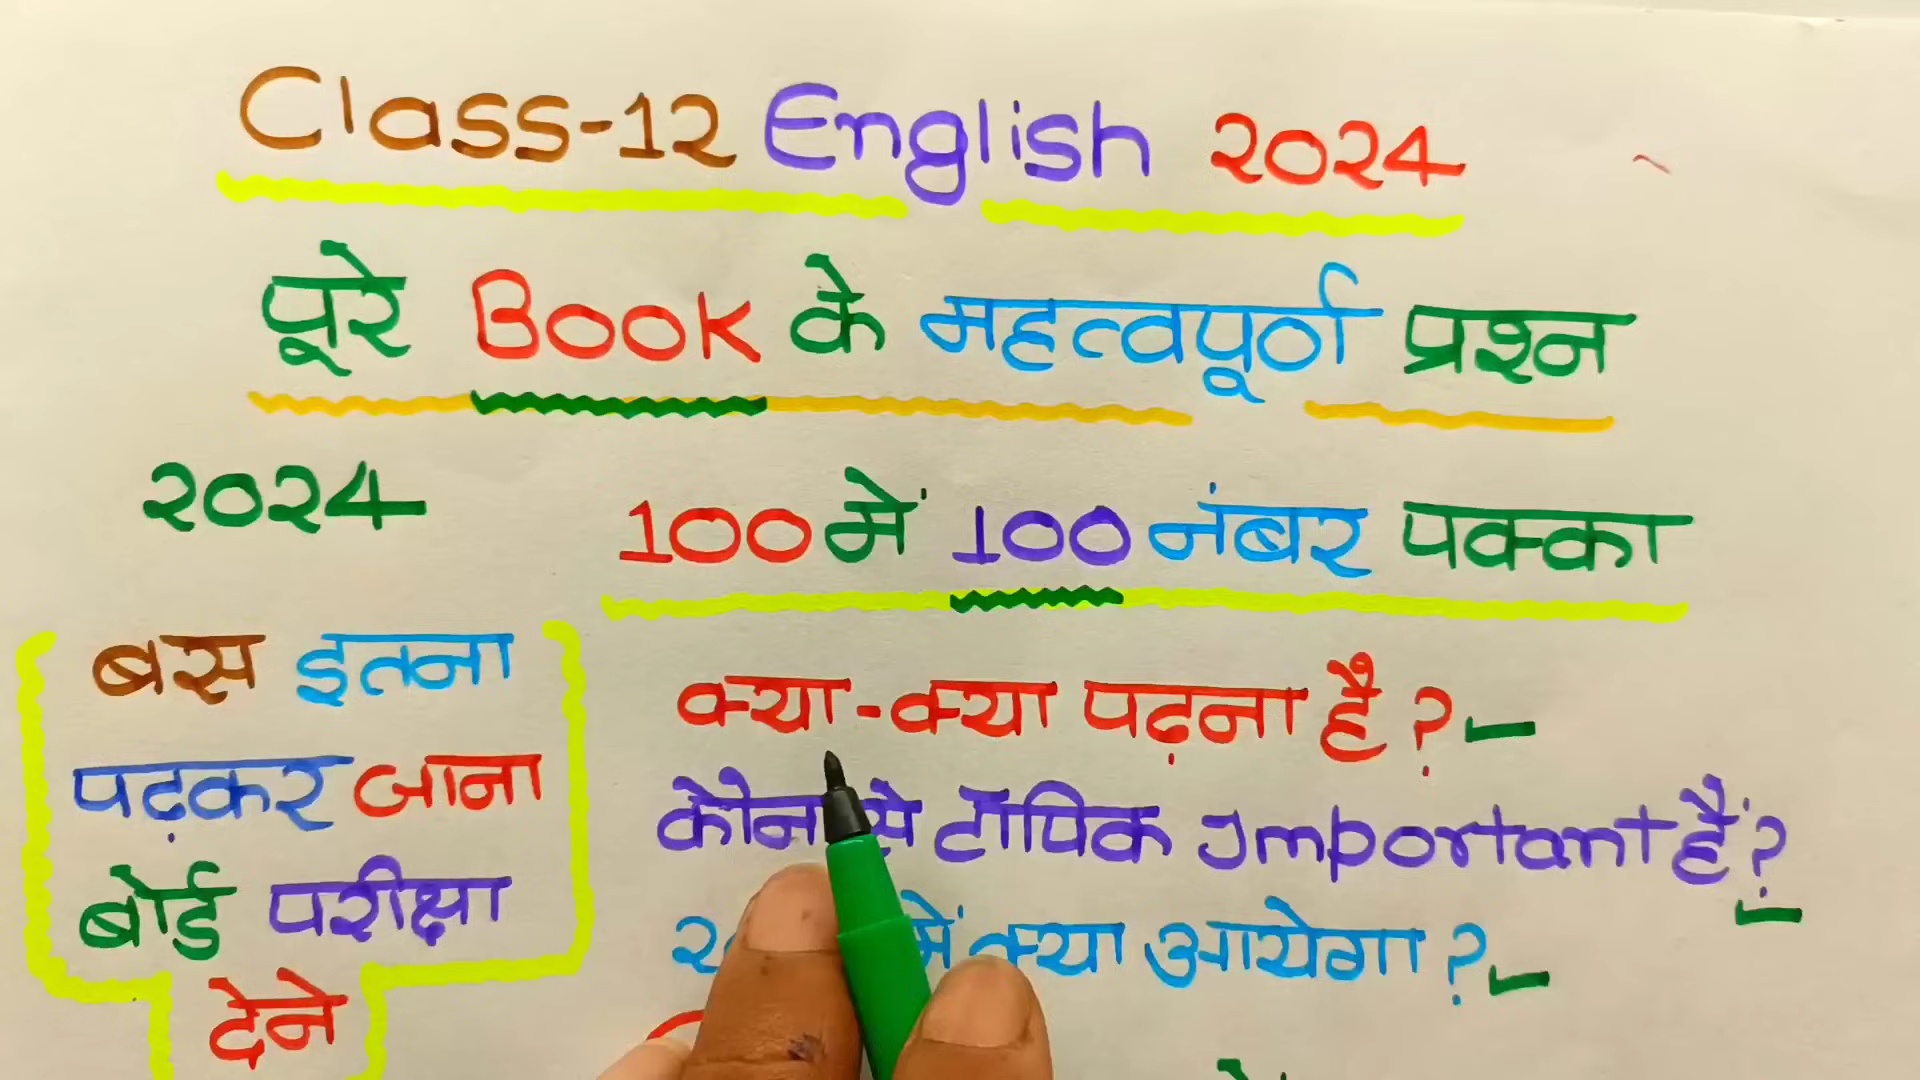 Class-12 English 2024
पूरे Book के महत्वपूर्ण प्रश्न
2024
100 में 100 नंबर पक्का
बस इतना
पढ़कर जाना
बोर्ड परीक्षा
देने
क्या-क्या पढ़ना है ?
कौन से टॉपिक Important हैं ?
में क्या आयेगा ?